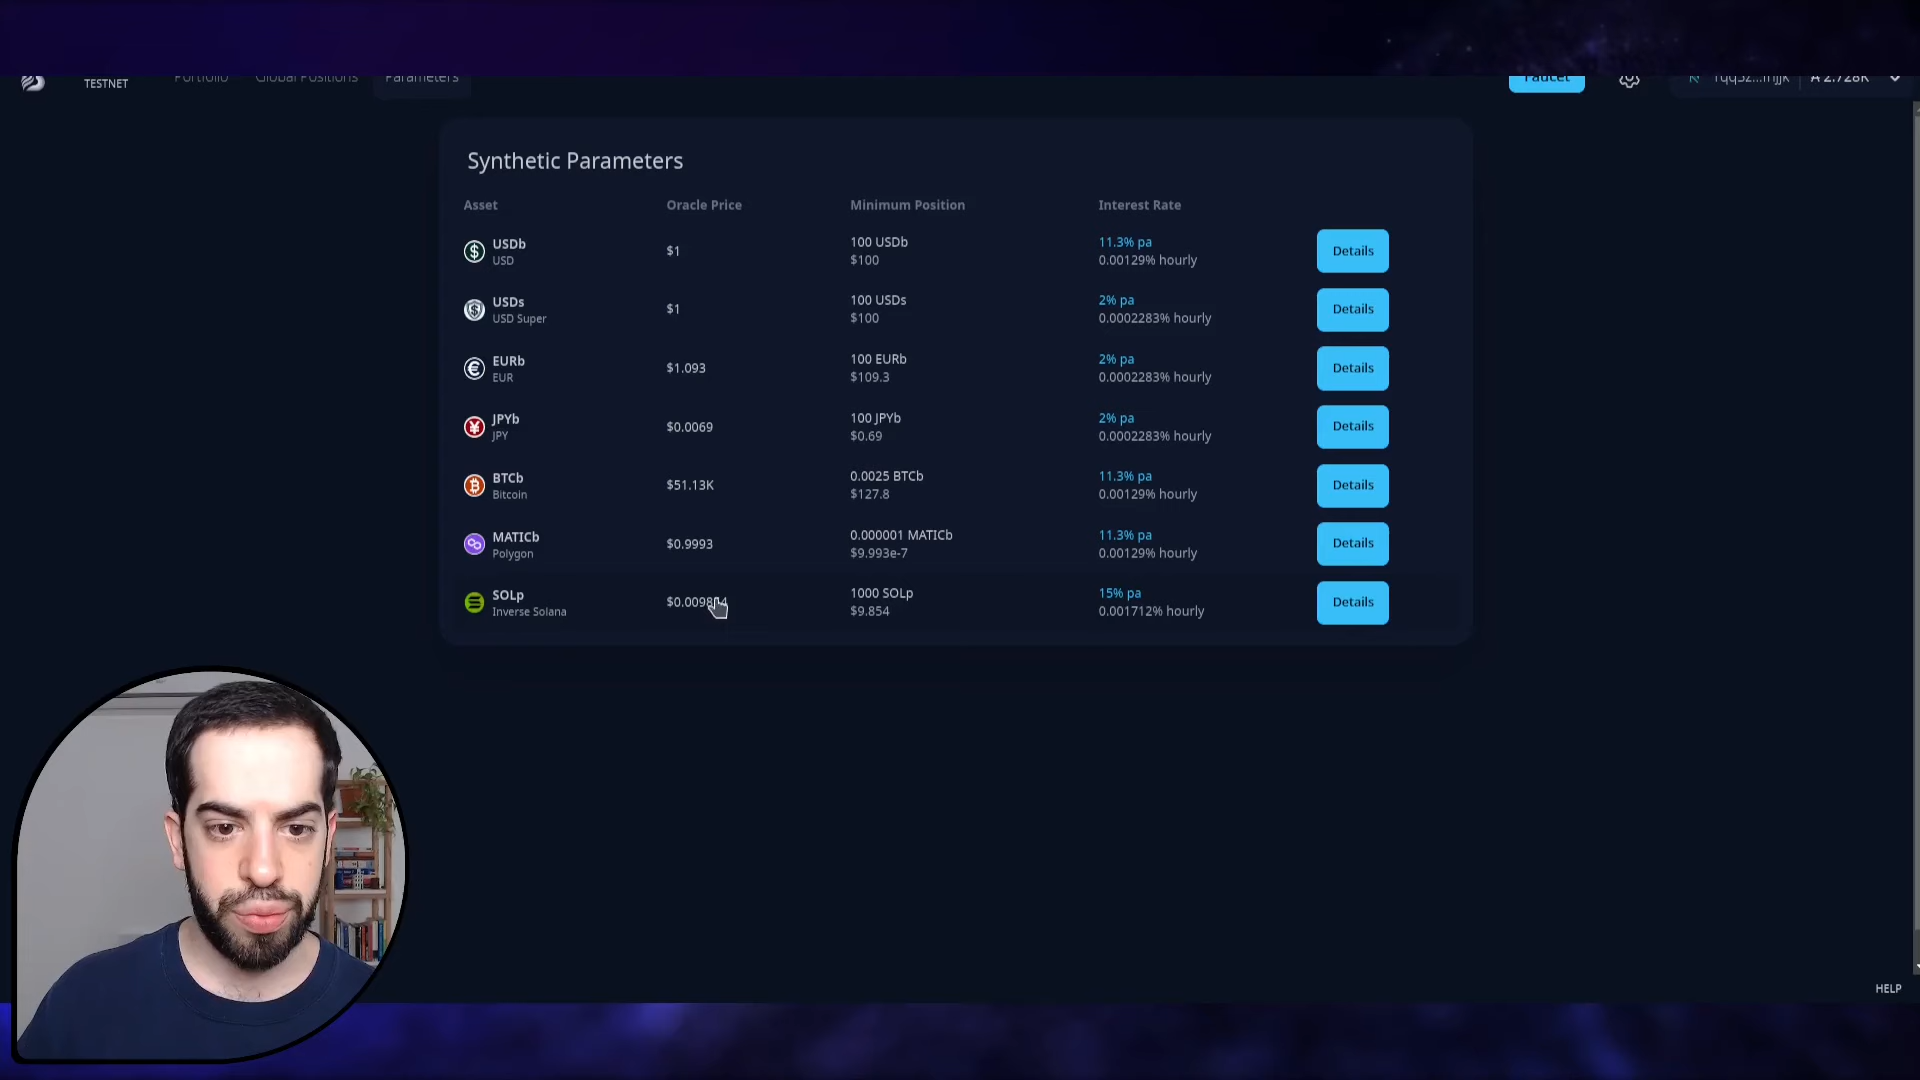 TESTNET Portfolio Global Positions Parameters Faucet
Synthetic Parameters
Asset Oracle Price Minimum Position Interest Rate
USDb
USD
$1
100 USDb
$100
11.3% pa
0.00129% hourly
Details
USDs
USD Super
$1
100 USDs
$100
2% pa
0.0002283% hourly
Details
EURb
EUR
$1.093
100 EURb
$109.3
2% pa
0.0002283% hourly
Details
JPYb
JPY
$0.0069
100 JPYb
$0.69
2% pa
0.0002283% hourly
Details
BTCb
Bitcoin
$51.13K
0.0025 BTCb
$127.8
11.3% pa
0.00129% hourly
Details
MATICb
Polygon
$0.9993
0.000001 MATICb
$9.993e-7
11.3% pa
0.00129% hourly
Details
SOLp
Inverse Solana
1000 SOLp
$9.854
15% pa
0.001712% hourly
Details
HELP